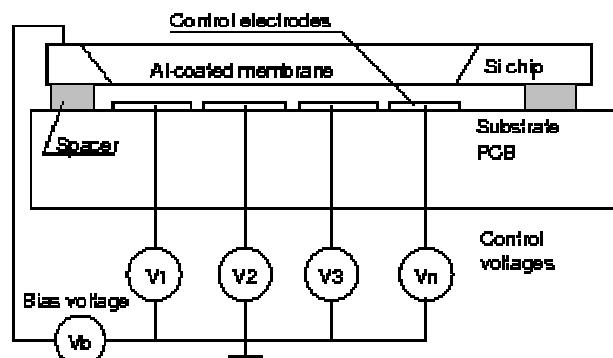 Control electrodes
Al-coated membrane
Si chip
Spacer
Substrate
PCB
V1
V2
V3
Vn
Control
voltages
Bias voltage
Vb